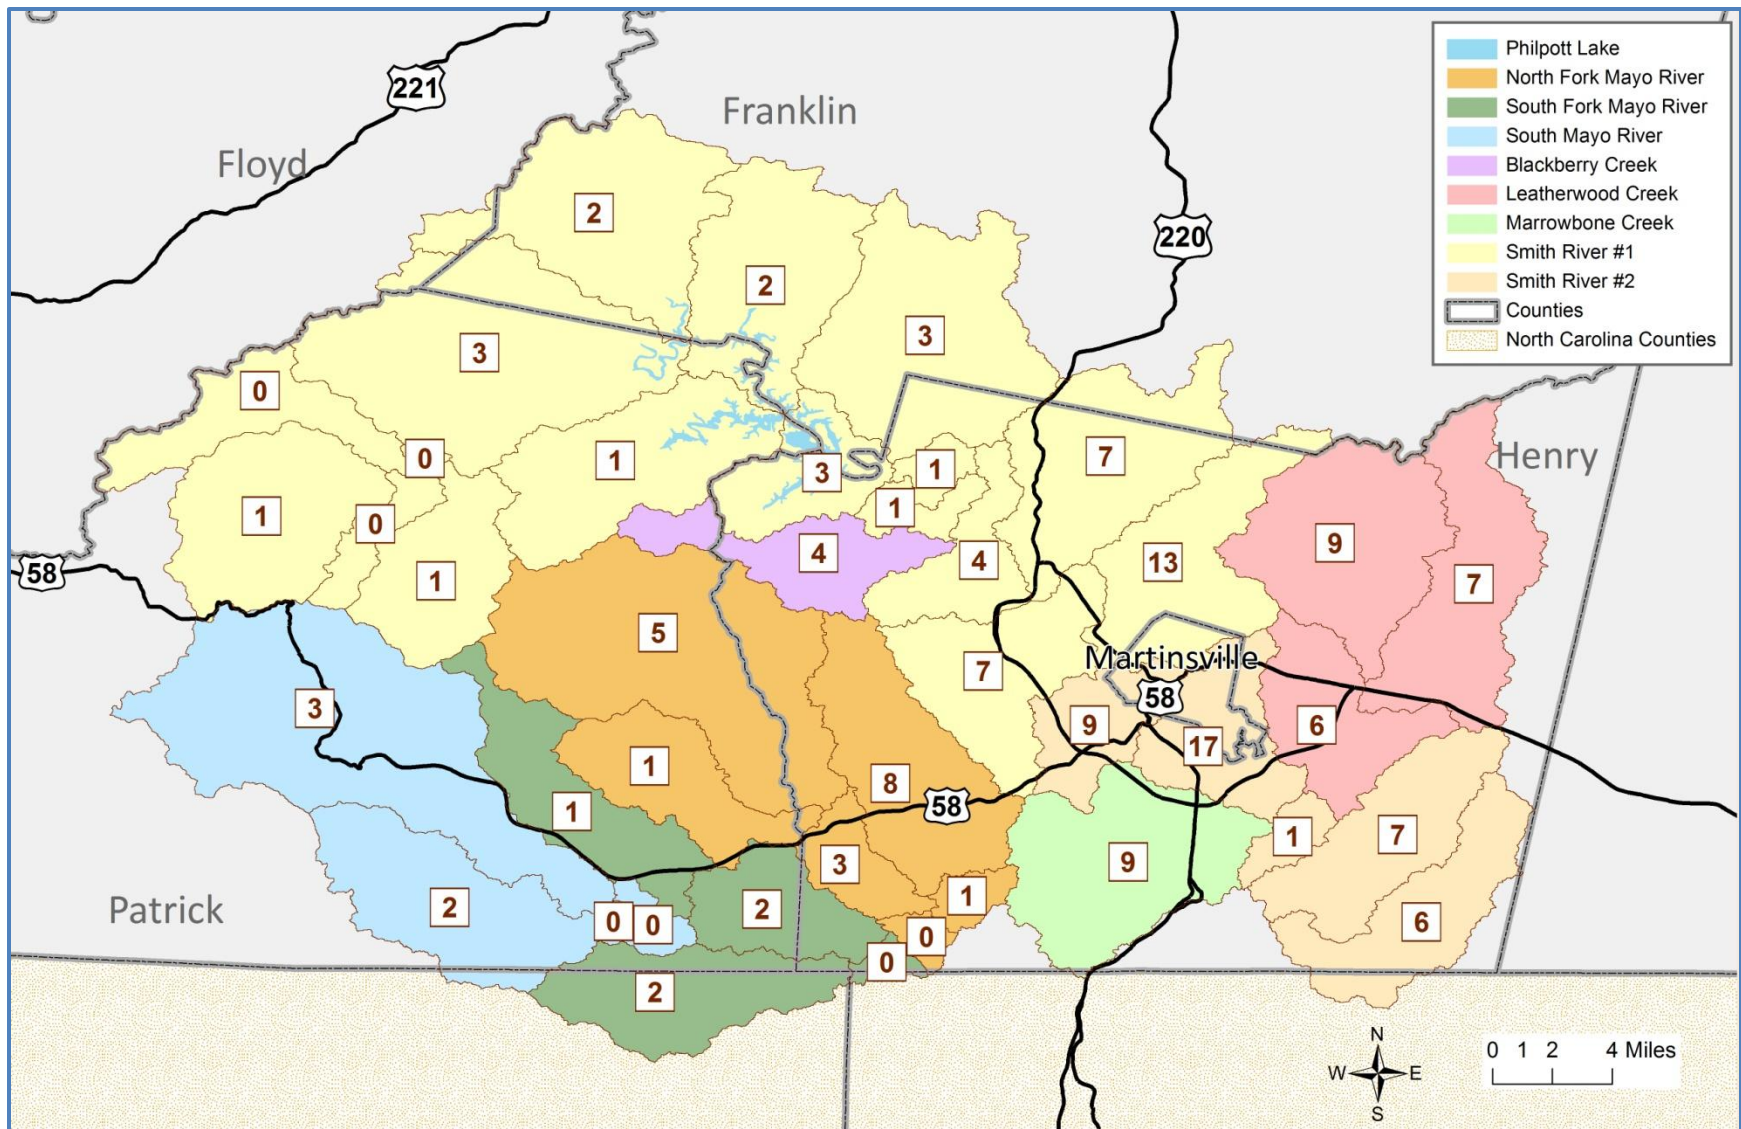 221
Franklin
Floyd
220
Philpott Lake
North Fork Mayo River
South Fork Mayo River
South Mayo River
Blackberry Creek
Leatherwood Creek
Marrowbone Creek
Smith River #1
Smith River #2
Counties
North Carolina Counties
2
2
3
3
0
0
1
3
1
7
Henry
1
0
1
4
4
13
9
7
58
1
5
7
Martinsville
58
3
9
17
6
1
8
58
1
3
9
1
7
Patrick
2
0
0
2
1
0
0
6
2
N
W
E
S
0 1 2 4 Miles